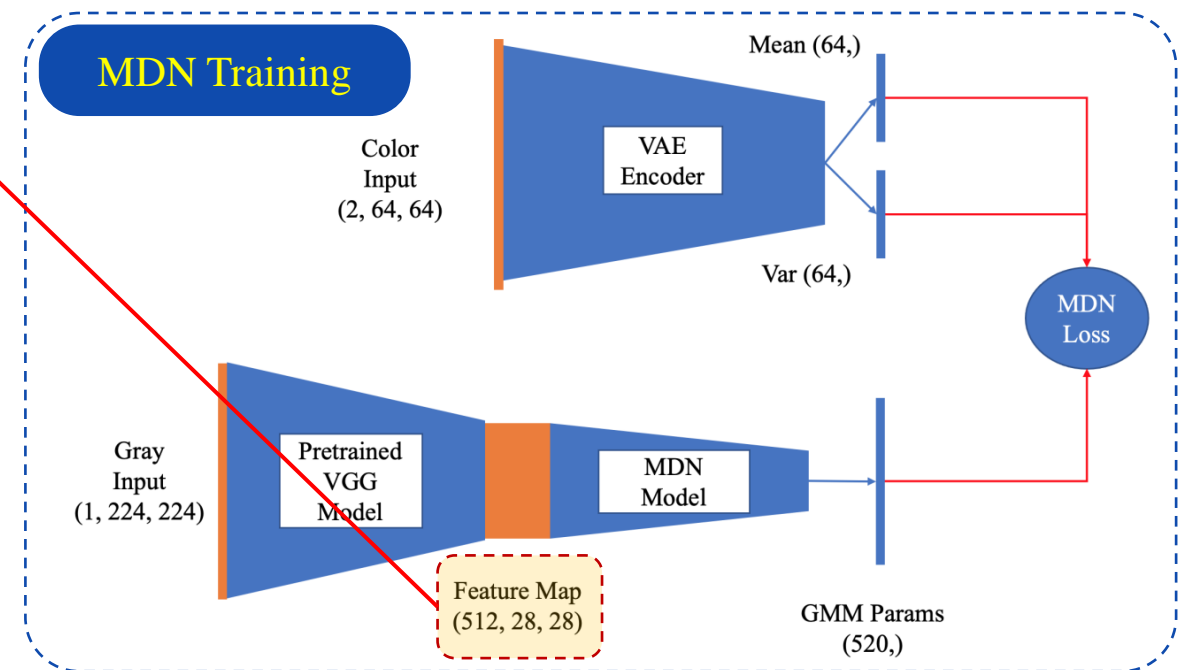 MDN Training
Mean (64,)
Color
Input
(2, 64, 64)
VAE
Encoder
Var (64,)
MDN
Loss
Gray
Input
(1, 224, 224)
Pretrained
VGG
Model
MDN
Model
Feature Map
(512, 28, 28)
GMM Params
(520,)